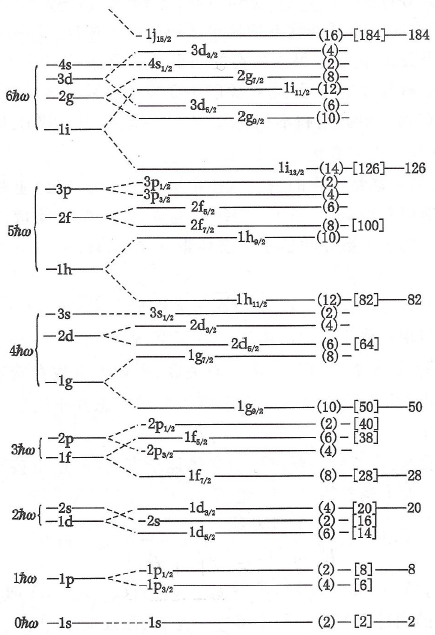 1j15/2 (16) [184] 184
3d3/2 (4)
4s 4s1/2 (2)
3d 2g7/2 (8)
6ħω 2g 1i11/2 (12)
3d5/2 (6)
2g9/2 (10)
1i
1i13/2 (14) [126] 126
3p 3p1/2 (2)
3p3/2 (4)
2f 2f5/2 (6)
5ħω 2f7/2 (8) [100]
1h9/2 (10)
1h
1h11/2 (12) [82] 82
3s 3s1/2 (2)
2d 2d3/2 (4)
4ħω 2d5/2 (6) [64]
1g7/2 (8)
1g
1g9/2 (10) [50] 50
2p1/2 (2) [40]
3ħω 2p 1f5/2 (6) [38]
1f 2p3/2 (4)
1f7/2 (8) [28] 28
2s 1d3/2 (4) [20] 20
2ħω 1d 2s (2) [16]
1d5/2 (6) [14]
1ħω 1p 1p1/2 (2) [8] 8
1p3/2 (4) [6]
0ħω 1s 1s (2) [2] 2